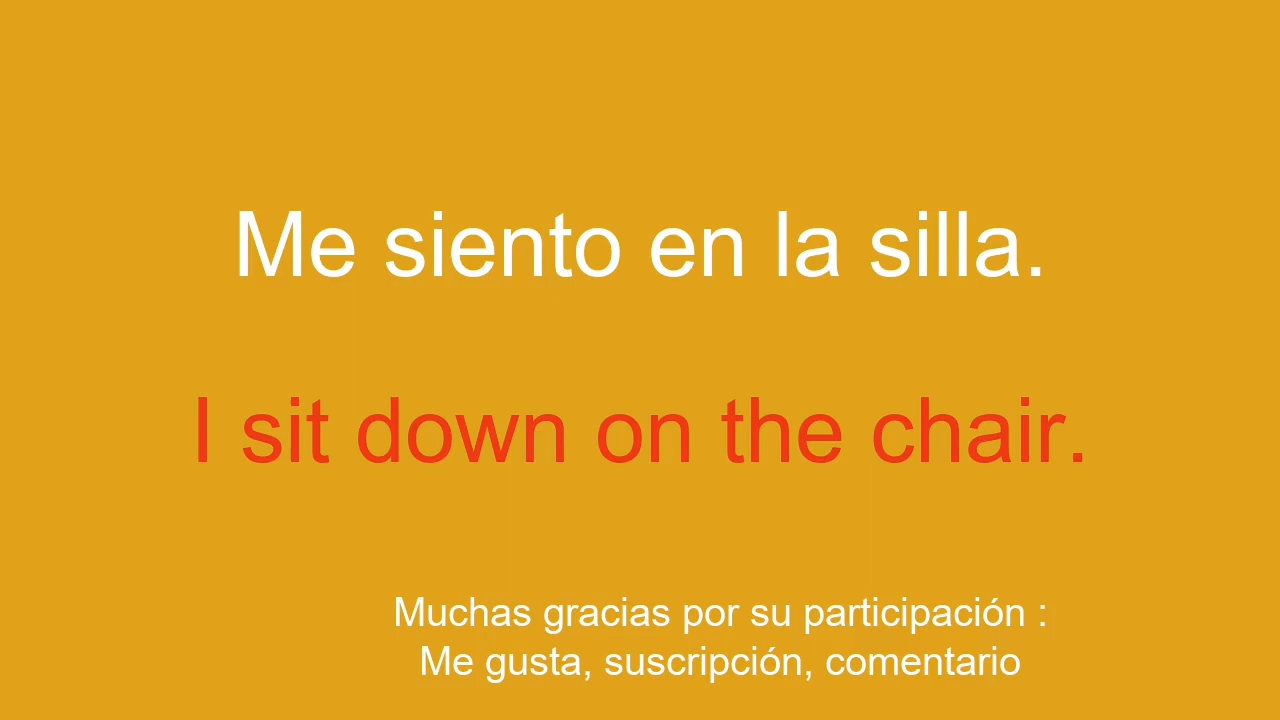 Me siento en la silla.
I sit down on the chair.
Muchas gracias por su participación :
Me gusta, suscripción, comentario